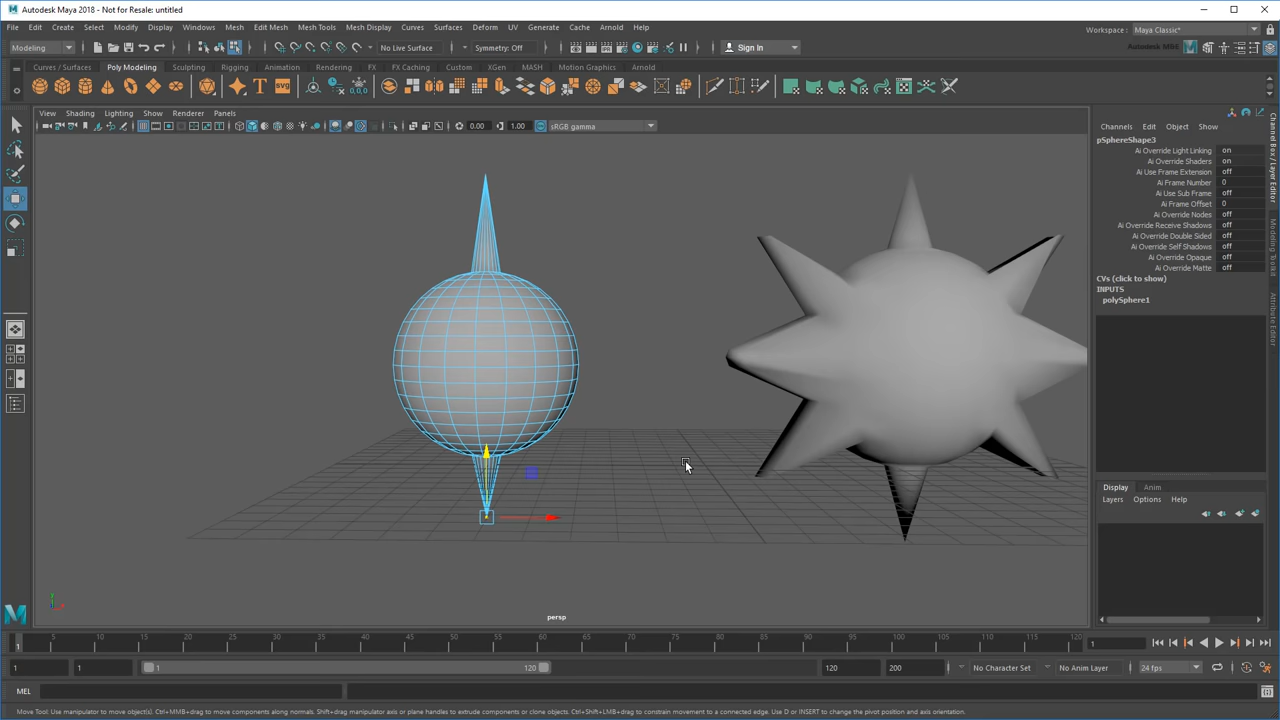 Autodesk Maya 2018 - Not for Resale: untitled
File Edit Create Select Modify Display Windows Mesh Edit Mesh Mesh Tools Mesh Display Curves Surfaces Deform UV Generate Cache Arnold Help
Workspace: Maya Classic*
Modeling No Live Surface Symmetry: Off Sign In
Curves / Surfaces Poly Modeling Sculpting Rigging Animation Rendering FX FX Caching Custom XGen MASH Motion Graphics Arnold
T SVG
View Shading Lighting Show Renderer Panels
0.00 1.00 sRGB gamma
Channels Edit Object Show
pSphereShape3
Ai Override Light Linking on
Ai Override Shaders on
Ai Use Frame Extension off
Ai Frame Number 0
Ai Use Sub Frame off
Ai Frame Offset 0
Ai Override Nodes off
Ai Override Receive Shadows off
Ai Override Double Sided off
Ai Override Self Shadows off
Ai Override Opaque off
Ai Override Matte off
CVs (click to show)
INPUTS
polySphere1
Channel Box / Layer Editor
Modeling Toolkit
Attribute Editor
Display Anim
Layers Options Help
persp
5 10 15 20 25 30 35 40 45 50 55 60 65 70 75 80 85 90 95 100 105 110 115 120
1 1
1 1 1 120 120 200 No Character Set No Anim Layer 24 fps
MEL
Move Tool: Use manipulator to move object(s). Ctrl+MMB+drag to move components along normals. Shift+drag manipulator axis or plane handles to extrude components or clone objects. Ctrl+Shift+LMB+drag to constrain movement to a connected edge. Use D or INSERT to change the pivot position and axis orientation.